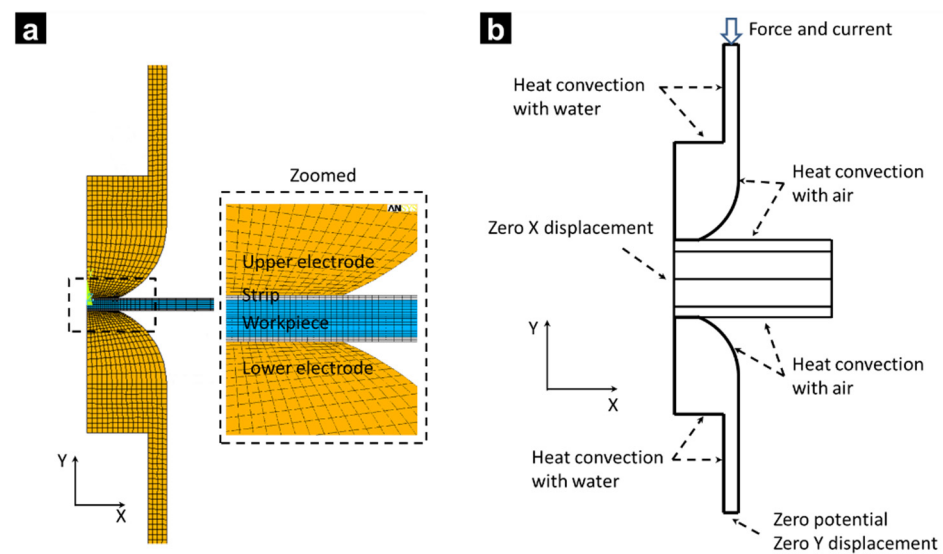 a
Zoomed
AN
Upper electrode
Strip
Workpiece
Lower electrode
Y
X
b
Force and current
Heat convection
with water
Heat convection
with air
Zero X displacement
Y
X
Heat convection
with air
Heat convection
with water
Zero potential
Zero Y displacement